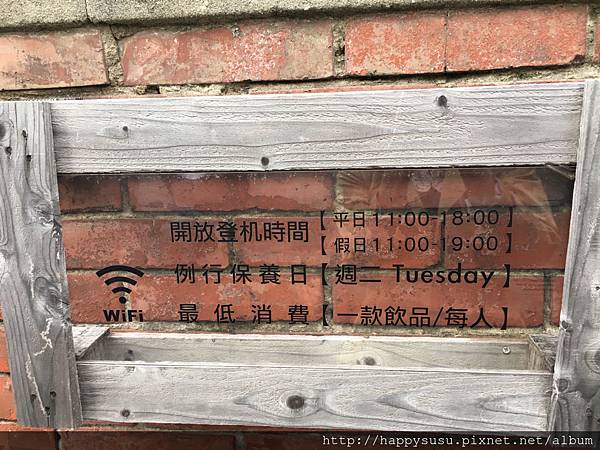 開放登机時間【平日11:00-18:00】
【假日11:00-19:00】
例行保養日【週二 Tuesday】
WiFi 最低消費【一款飲品/每人】
http://happysusu.pixnet.net/album